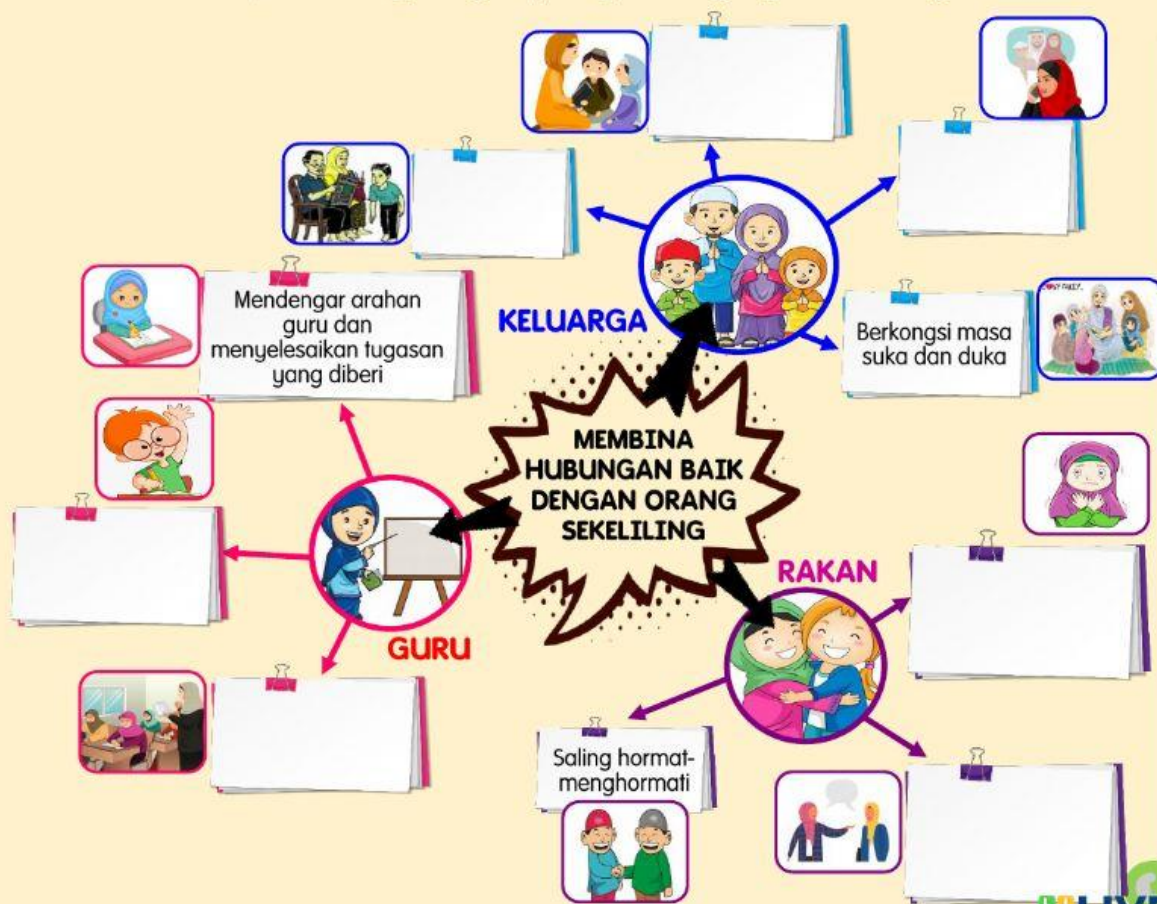 KELUARGA
Berkongsi masa
suka dan duka
Mendengar arahan
guru dan
menyelesaikan tugasan
yang diberi
MEMBINA
HUBUNGAN BAIK
DENGAN ORANG
SEKELILING
GURU
RAKAN
Saling hormat-
menghormati